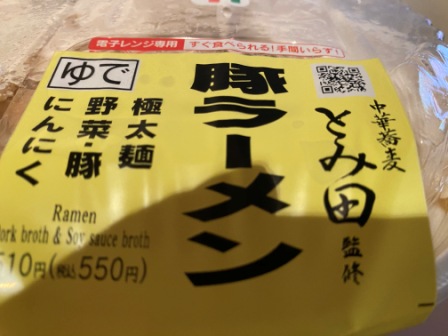 電子レンジ専用 すぐ食べられる!手間いらず!
中華蕎麦
とみ田
監修
豚ラーメン
ゆで
極太麺
野菜・豚
にんにく
Ramen
ork broth & Soy sauce broth
510円(税込550円)